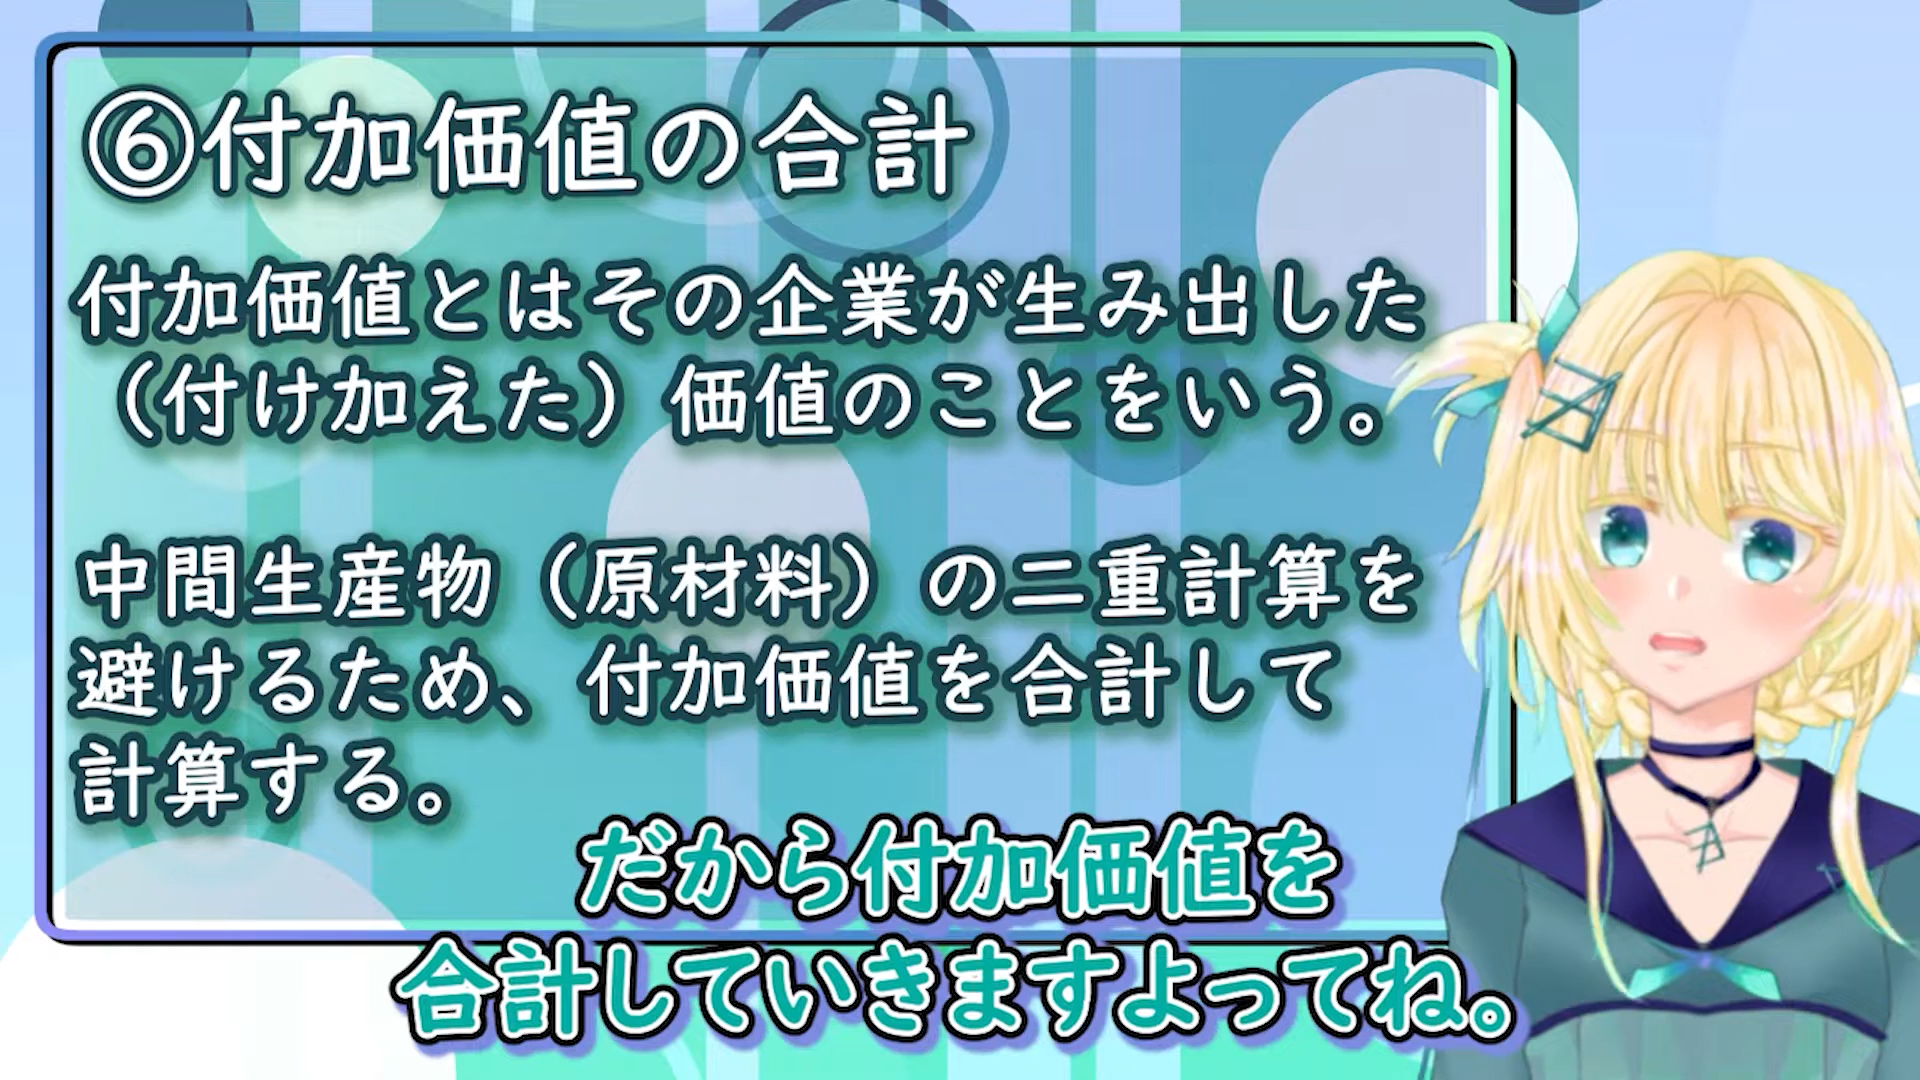 ⑥付加価値の合計
付加価値とはその企業が生み出した
（付け加えた）価値のことをいう。
中間生産物（原材料）の二重計算を
避けるため、付加価値を合計して
計算する。
だから付加価値を
合計していきますよってね。